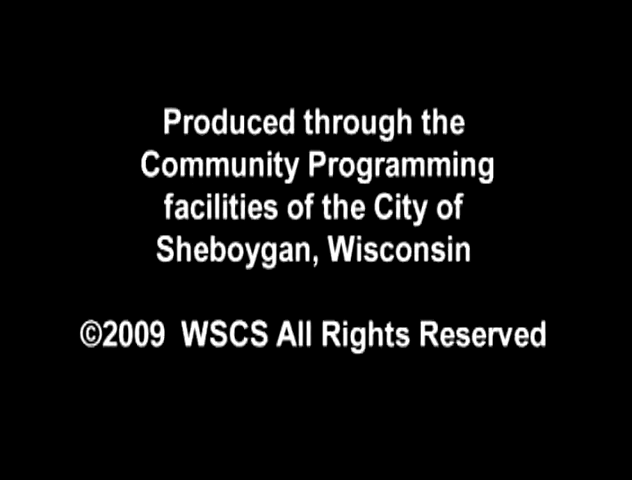 Produced through the
Community Programming
facilities of the City of
Sheboygan, Wisconsin
©2009 WSCS All Rights Reserved